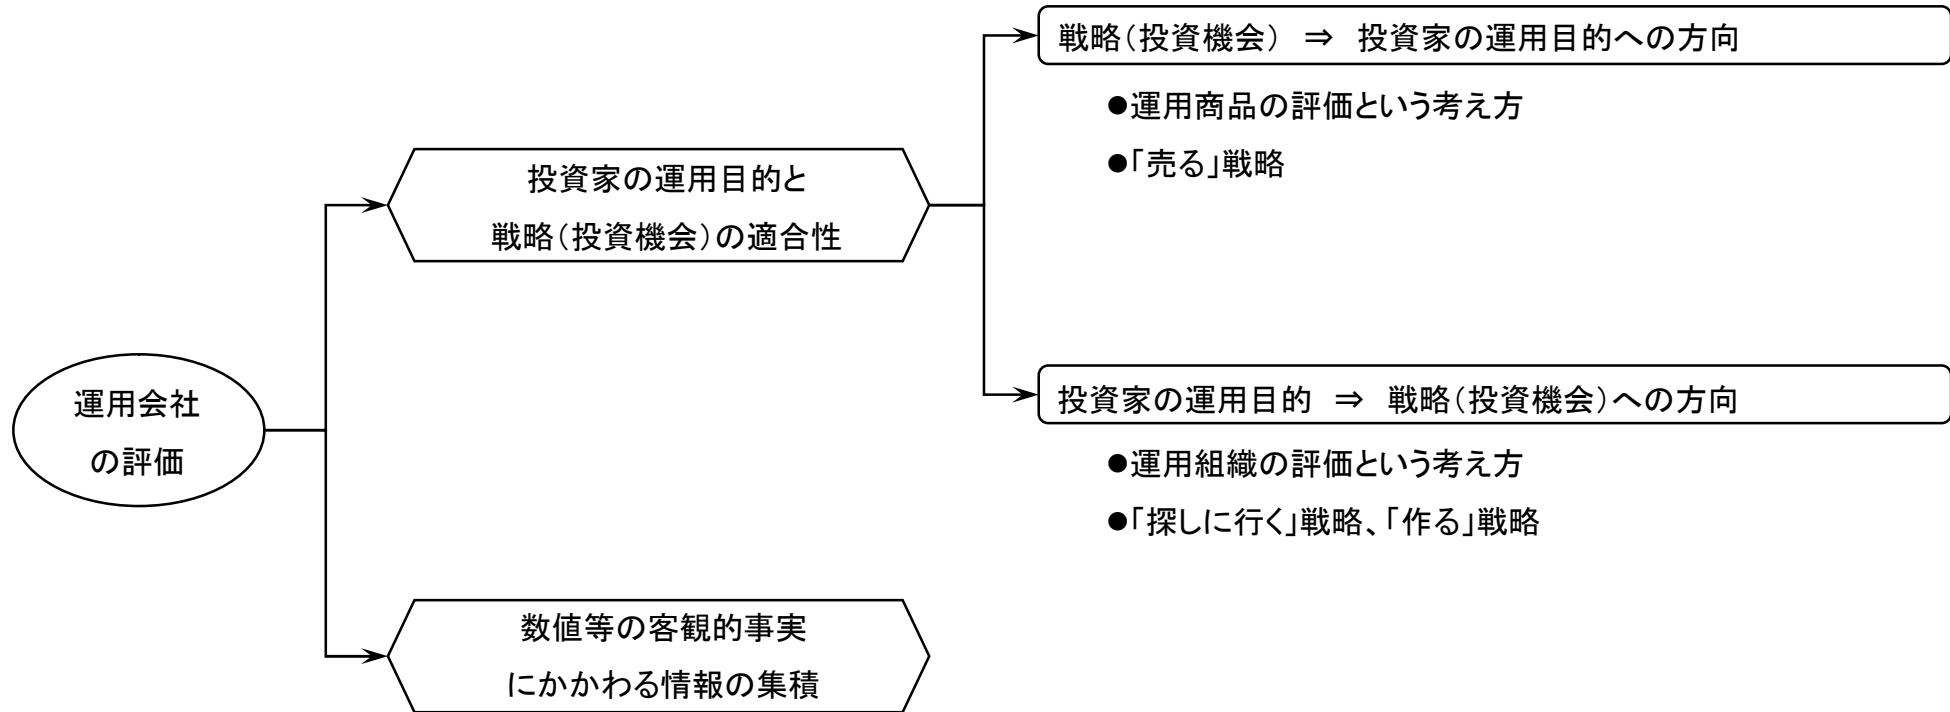 運用会社
の評価
投資家の運用目的と
戦略(投資機会)の適合性
戦略(投資機会) ⇒ 投資家の運用目的への方向
●運用商品の評価という考え方
●「売る」戦略
投資家の運用目的 ⇒ 戦略(投資機会)への方向
●運用組織の評価という考え方
●「探しに行く」戦略、「作る」戦略
数値等の客観的事実
にかかわる情報の集積